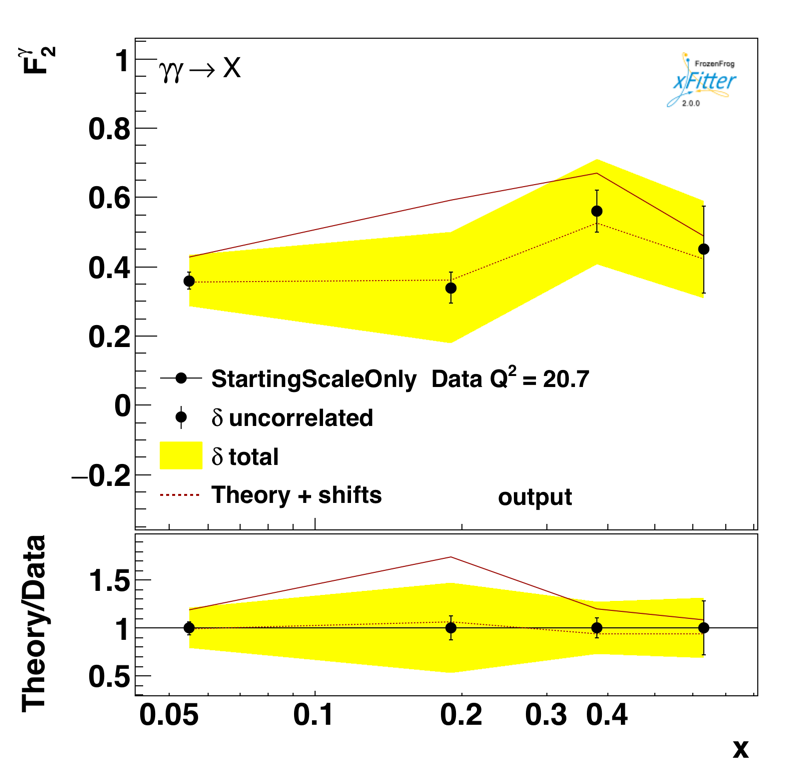 F₂^γ
γγ → X
FrozenFrog
xFitter
2.0.0
1
0.8
0.6
0.4
0.2
0
−0.2
StartingScaleOnly Data Q² = 20.7
δ uncorrelated
δ total
Theory + shifts output
Theory/Data
1.5
1
0.5
0.05 0.1 0.2 0.3 0.4
x